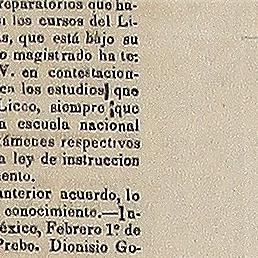 reparatorios que ha-
n los cursos del Li-
s, que está bajo su
o magistrado ha te:
V. en contestacion
en los estudios que
Liceo, siempre que
a escuela nacional
támenes respectivos
a ley de instruccion
ento.
anterior acuerdo, lo
conocimiento.—In-
éxico, Febrero 1º de
Prebo. Dionisio Go-